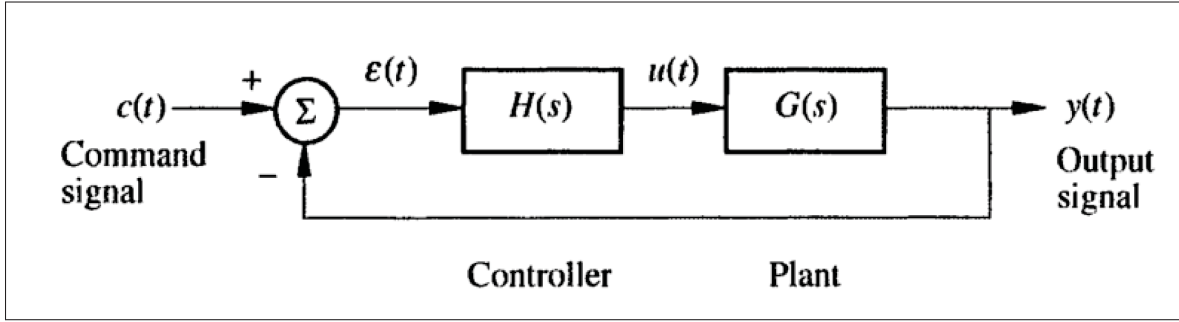 +
ε(t)
u(t)
c(t)
Σ
H(s)
G(s)
y(t)
Command
signal
−
Output
signal
Controller
Plant